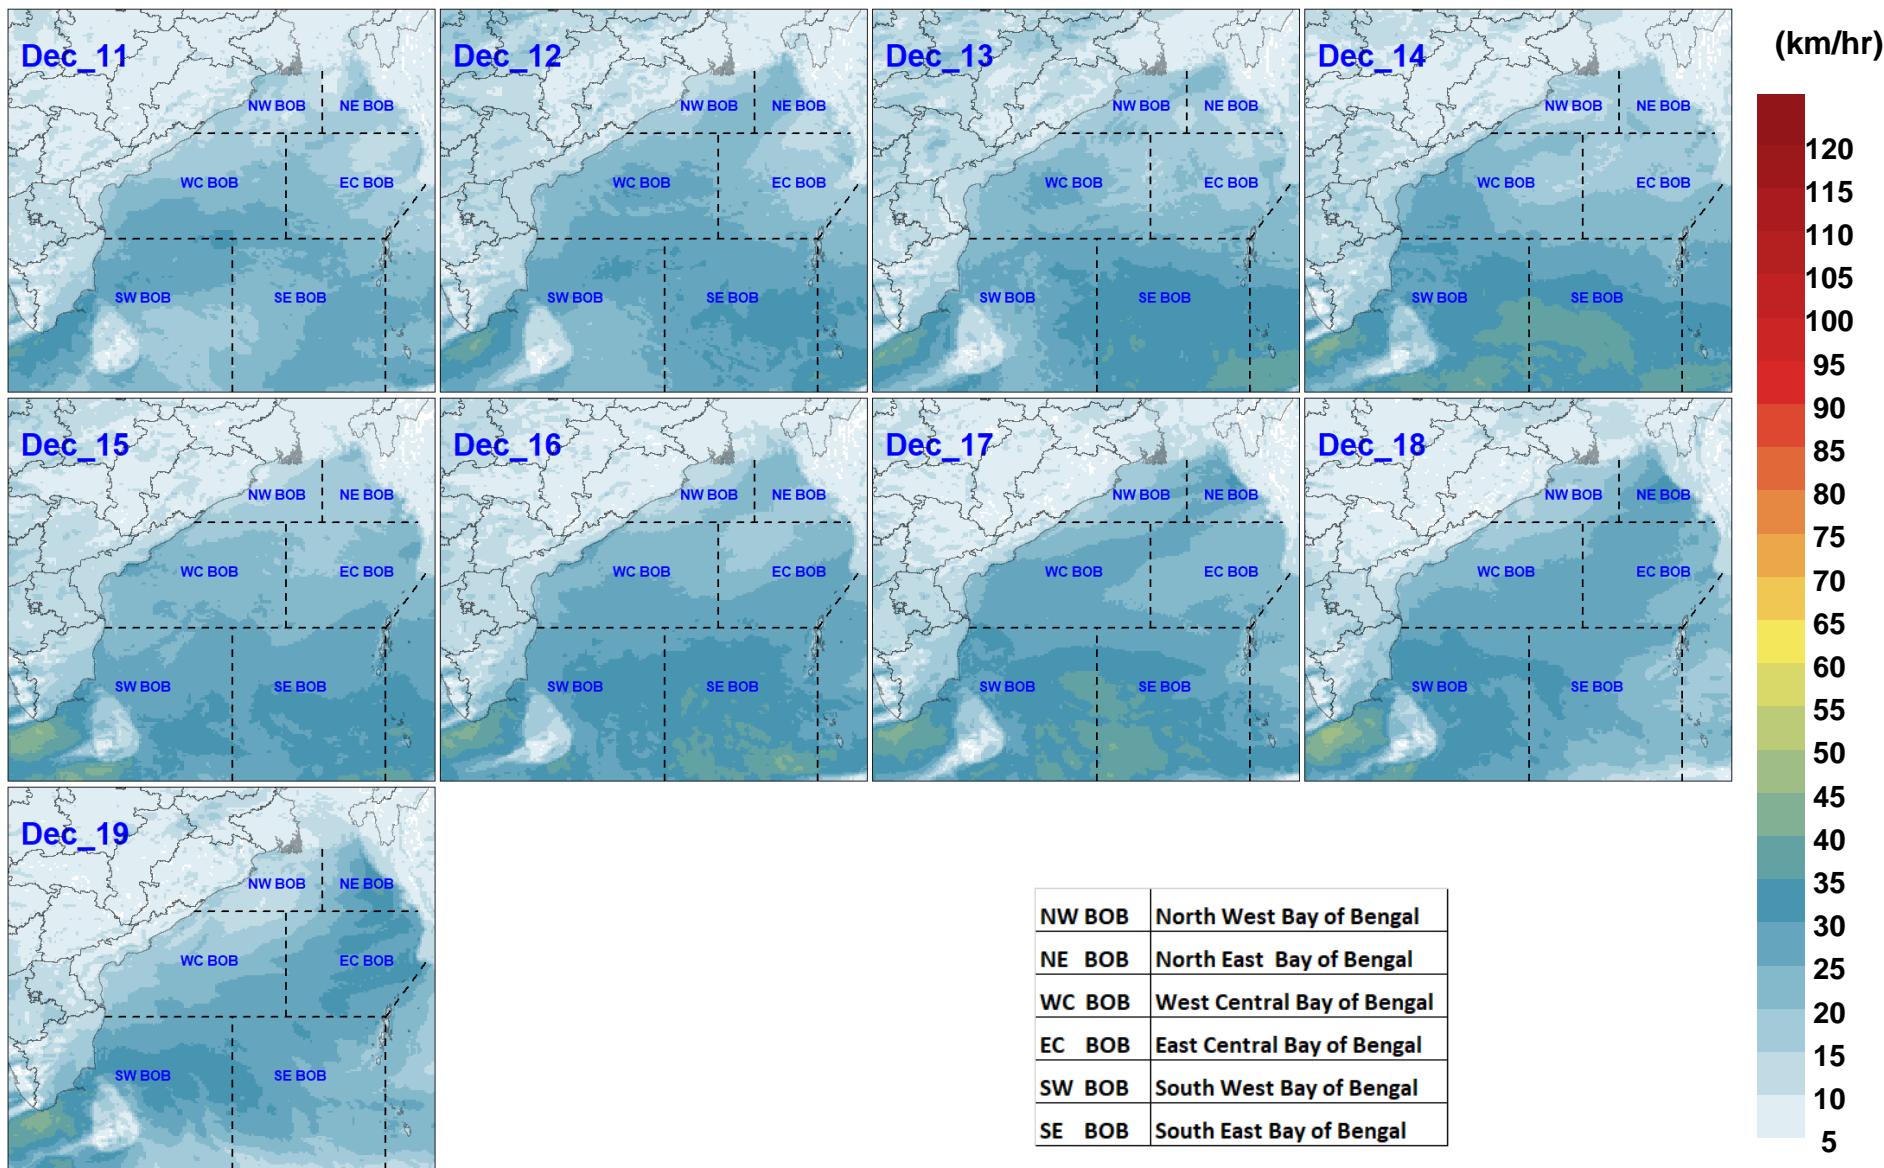 Dec_11
NW BOB
NE BOB
WC BOB
EC BOB
SW BOB
SE BOB
Dec_12
NW BOB
NE BOB
WC BOB
EC BOB
SW BOB
SE BOB
Dec_13
NW BOB
NE BOB
WC BOB
EC BOB
SW BOB
SE BOB
Dec_14
NW BOB
NE BOB
WC BOB
EC BOB
SW BOB
SE BOB
Dec_15
NW BOB
NE BOB
WC BOB
EC BOB
SW BOB
SE BOB
Dec_16
NW BOB
NE BOB
WC BOB
EC BOB
SW BOB
SE BOB
Dec_17
NW BOB
NE BOB
WC BOB
EC BOB
SW BOB
SE BOB
Dec_18
NW BOB
NE BOB
WC BOB
EC BOB
SW BOB
SE BOB
Dec_19
NW BOB
NE BOB
WC BOB
EC BOB
SW BOB
SE BOB
NW BOB North West Bay of Bengal
NE BOB North East Bay of Bengal
WC BOB West Central Bay of Bengal
EC BOB East Central Bay of Bengal
SW BOB South West Bay of Bengal
SE BOB South East Bay of Bengal
(km/hr)
120
115
110
105
100
95
90
85
80
75
70
65
60
55
50
45
40
35
30
25
20
15
10
5